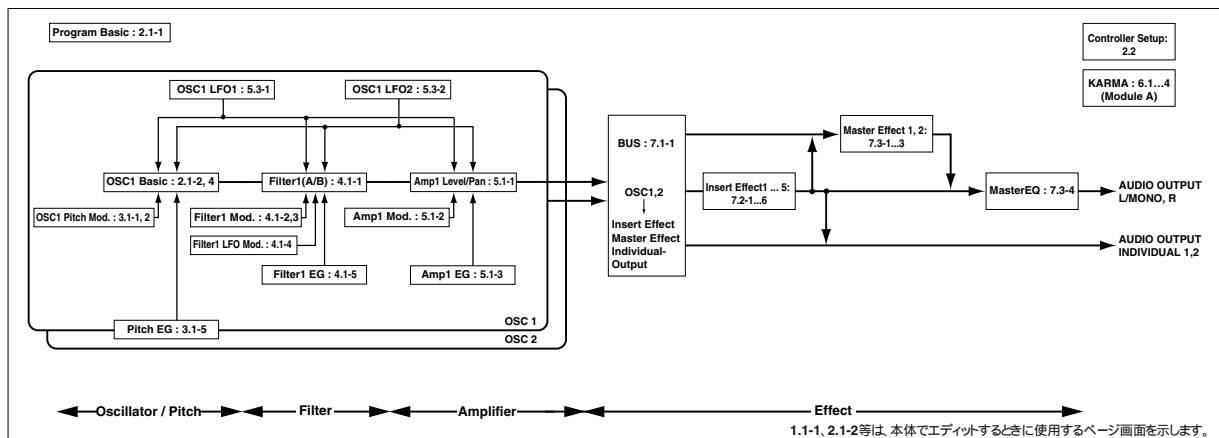 Program Basic : 2.1-1
Controller Setup:
2.2
KARMA : 6.1...4
(Module A)
OSC1 LFO1 : 5.3-1
OSC1 LFO2 : 5.3-2
OSC1 Basic : 2.1-2, 4
Filter1(A/B) : 4.1-1
Amp1 Level/Pan : 5.1-1
OSC1 Pitch Mod. : 3.1-1, 2
Filter1 Mod. : 4.1-2,3
Amp1 Mod. : 5.1-2
Filter1 LFO Mod. : 4.1-4
Filter1 EG : 4.1-5
Amp1 EG : 5.1-3
Pitch EG : 3.1-5
OSC 1
OSC 2
BUS : 7.1-1
OSC1,2
Insert Effect
Master Effect
Individual-
Output
Insert Effect1 ... 5:
7.2-1...6
Master Effect 1, 2:
7.3-1...3
MasterEQ : 7.3-4
AUDIO OUTPUT
L/MONO, R
AUDIO OUTPUT
INDIVIDUAL 1,2
Oscillator / Pitch
Filter
Amplifier
Effect
1.1-1、2.1-2等は、本体でエディットするときに使用するページ画面を示します。